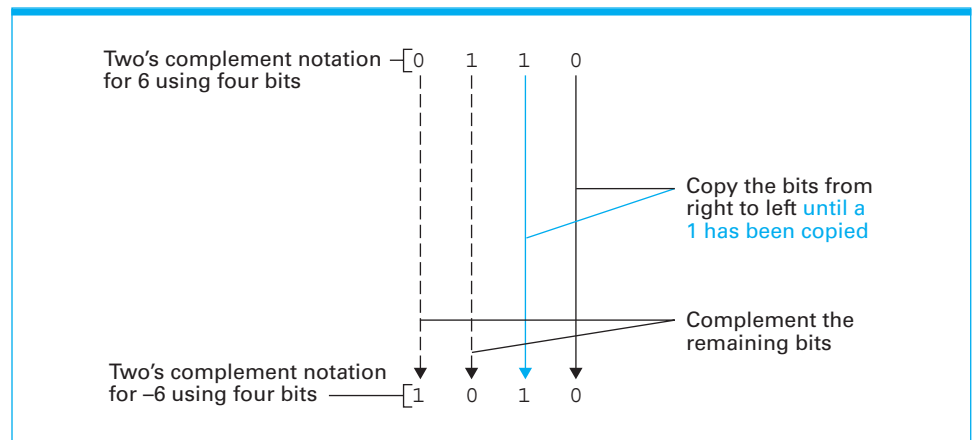 Two's complement notation
for 6 using four bits
0 1 1 0
Copy the bits from
right to left until a
1 has been copied
Complement the
remaining bits
Two's complement notation
for –6 using four bits
1 0 1 0